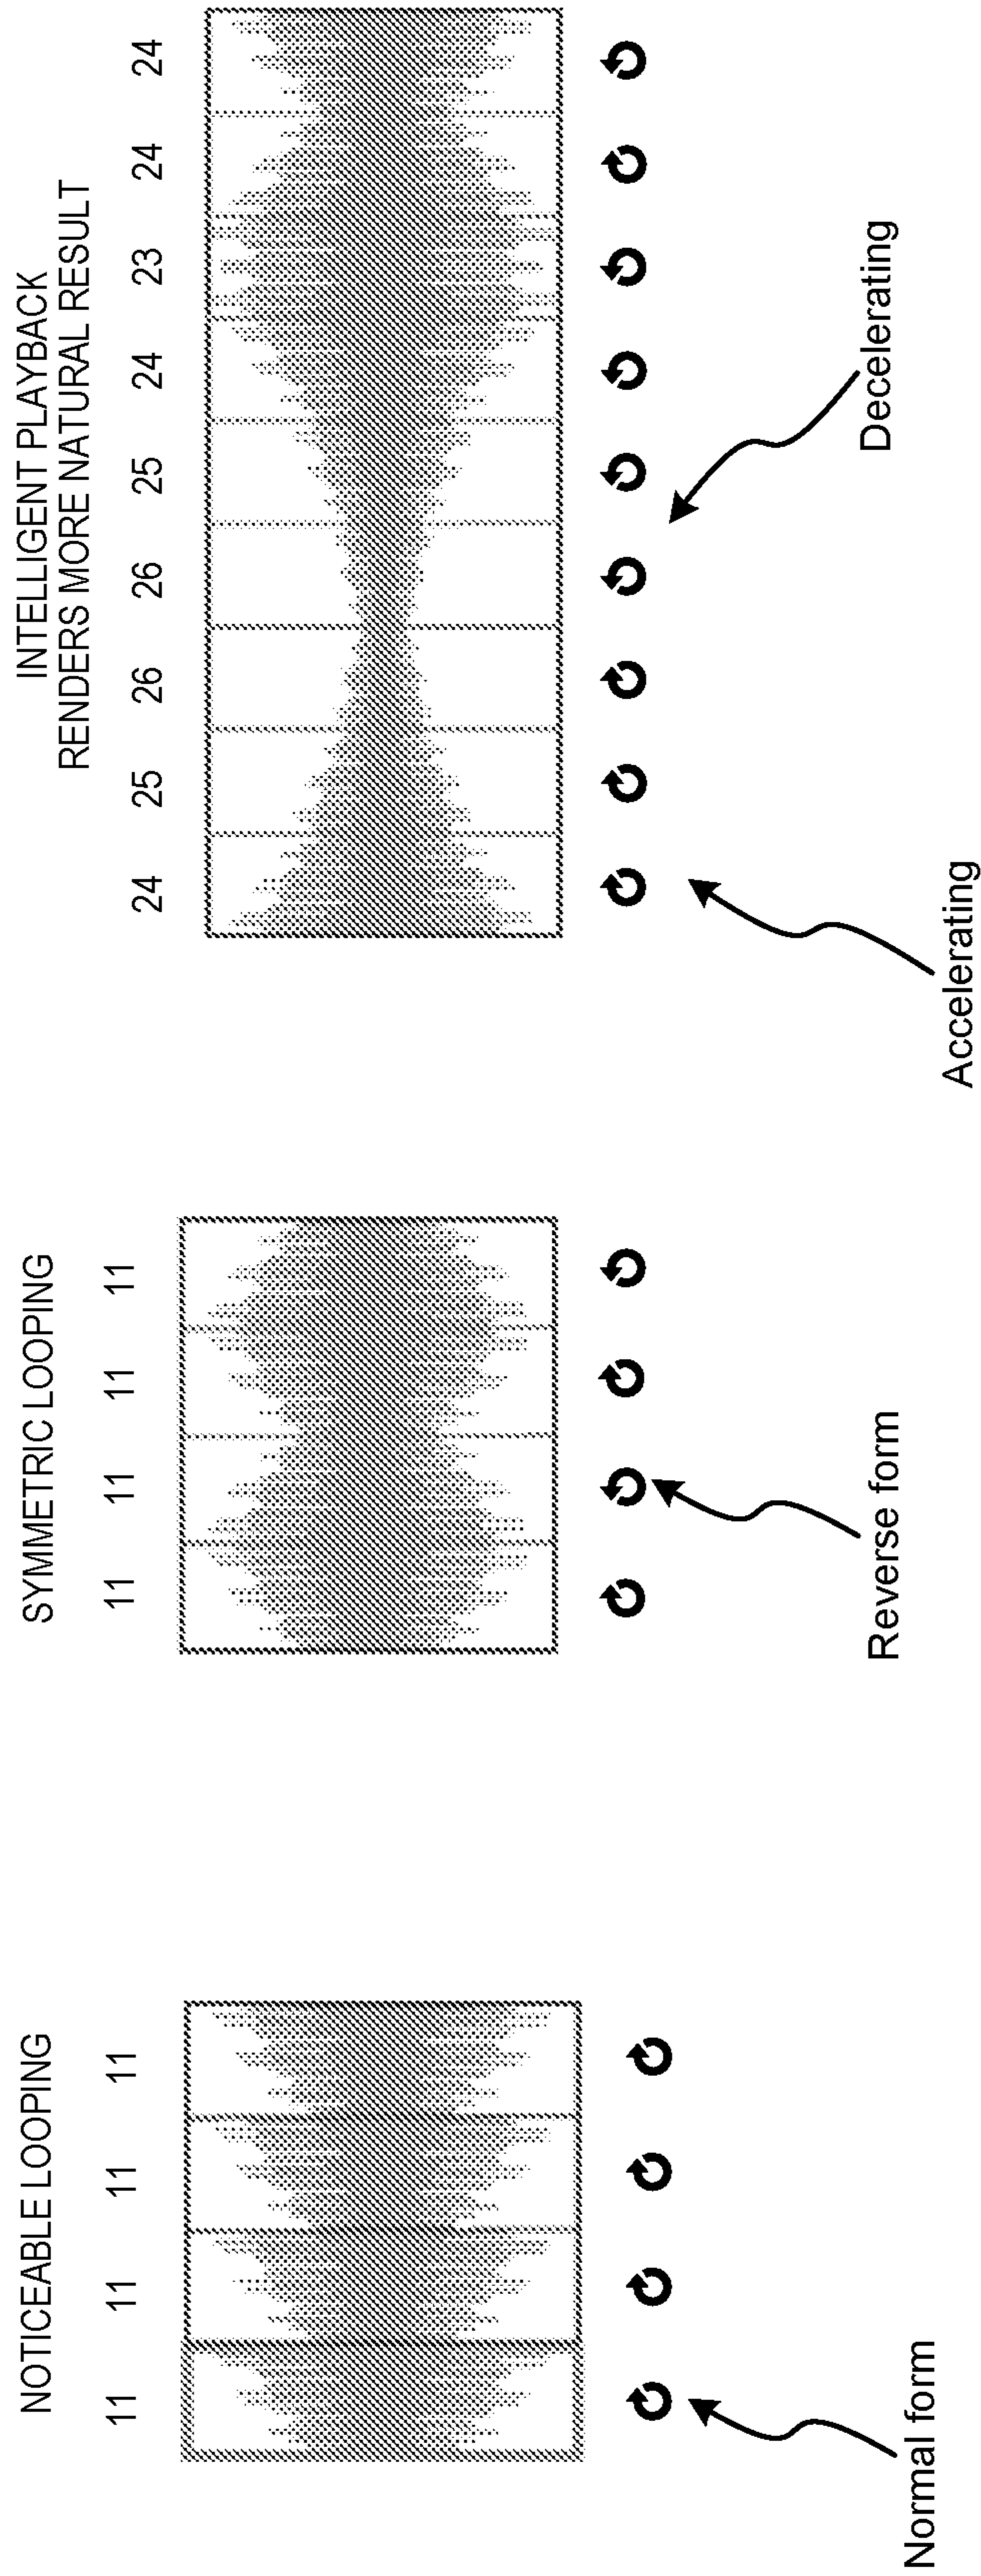 NOTICEABLE LOOPING
11 11 11 11
Normal form
SYMMETRIC LOOPING
11 11 11 11
Reverse form
INTELLIGENT PLAYBACK
RENDERS MORE NATURAL RESULT
24 25 26 26 25 24 23 24 24
Accelerating
Decelerating